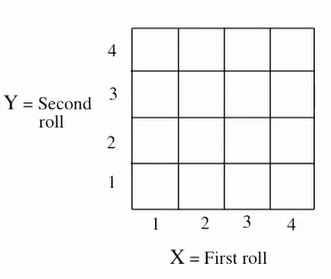 4
3
Y = Second
roll
2
1
1 2 3 4
X = First roll